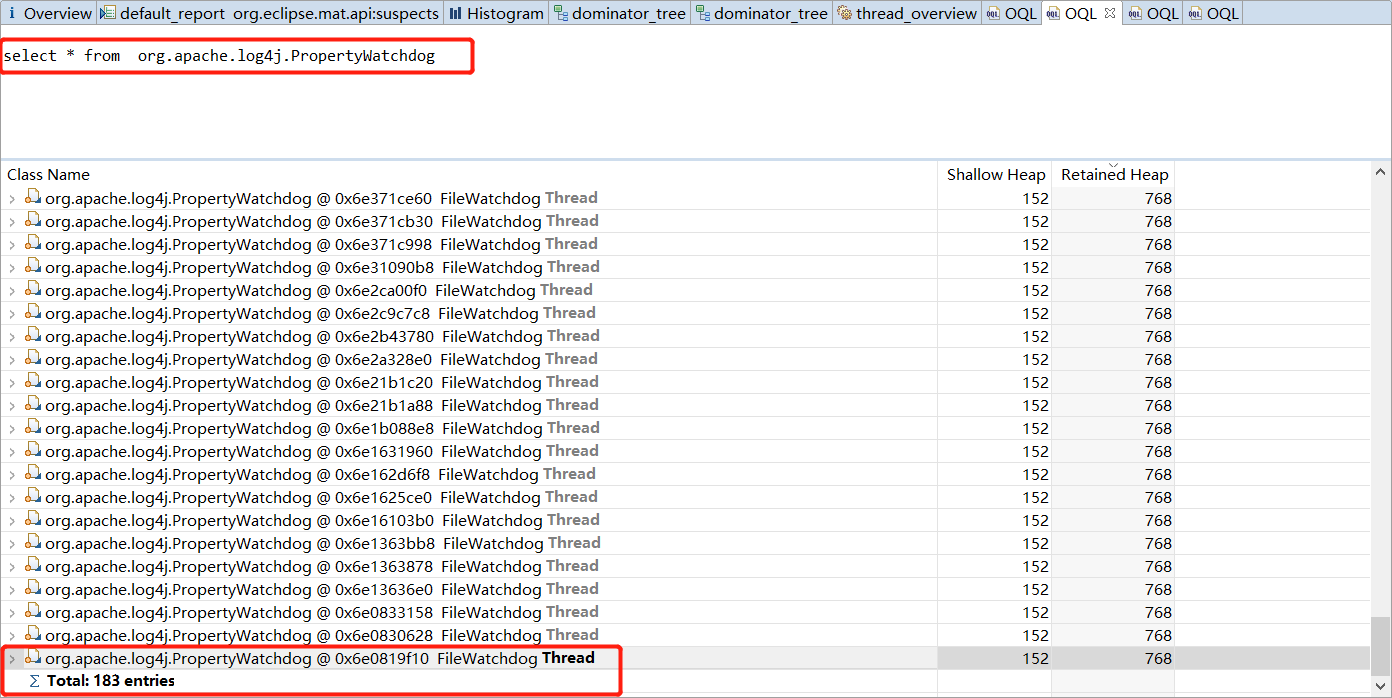 i Overview default_report org.eclipse.mat.api:suspects Histogram dominator_tree dominator_tree thread_overview OQL OQL OQL OQL
select * from  org.apache.log4j.PropertyWatchdog
Class Name Shallow Heap Retained Heap
org.apache.log4j.PropertyWatchdog @ 0x6e371ce60 FileWatchdog Thread 152 768
org.apache.log4j.PropertyWatchdog @ 0x6e371cb30 FileWatchdog Thread 152 768
org.apache.log4j.PropertyWatchdog @ 0x6e371c998 FileWatchdog Thread 152 768
org.apache.log4j.PropertyWatchdog @ 0x6e31090b8 FileWatchdog Thread 152 768
org.apache.log4j.PropertyWatchdog @ 0x6e2ca00f0 FileWatchdog Thread 152 768
org.apache.log4j.PropertyWatchdog @ 0x6e2c9c7c8 FileWatchdog Thread 152 768
org.apache.log4j.PropertyWatchdog @ 0x6e2b43780 FileWatchdog Thread 152 768
org.apache.log4j.PropertyWatchdog @ 0x6e2a328e0 FileWatchdog Thread 152 768
org.apache.log4j.PropertyWatchdog @ 0x6e21b1c20 FileWatchdog Thread 152 768
org.apache.log4j.PropertyWatchdog @ 0x6e21b1a88 FileWatchdog Thread 152 768
org.apache.log4j.PropertyWatchdog @ 0x6e1b088e8 FileWatchdog Thread 152 768
org.apache.log4j.PropertyWatchdog @ 0x6e1631960 FileWatchdog Thread 152 768
org.apache.log4j.PropertyWatchdog @ 0x6e162d6f8 FileWatchdog Thread 152 768
org.apache.log4j.PropertyWatchdog @ 0x6e1625ce0 FileWatchdog Thread 152 768
org.apache.log4j.PropertyWatchdog @ 0x6e16103b0 FileWatchdog Thread 152 768
org.apache.log4j.PropertyWatchdog @ 0x6e1363bb8 FileWatchdog Thread 152 768
org.apache.log4j.PropertyWatchdog @ 0x6e1363878 FileWatchdog Thread 152 768
org.apache.log4j.PropertyWatchdog @ 0x6e13636e0 FileWatchdog Thread 152 768
org.apache.log4j.PropertyWatchdog @ 0x6e0833158 FileWatchdog Thread 152 768
org.apache.log4j.PropertyWatchdog @ 0x6e0830628 FileWatchdog Thread 152 768
org.apache.log4j.PropertyWatchdog @ 0x6e0819f10 FileWatchdog Thread 152 768
Σ Total: 183 entries